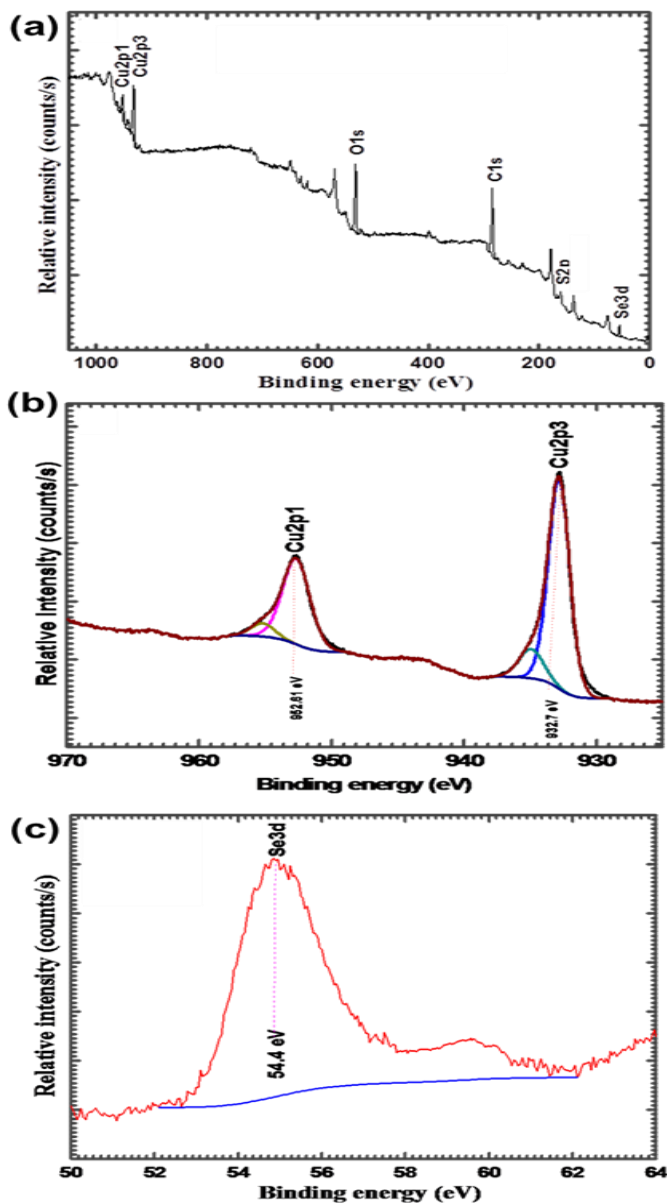 (a)
Cu2p1
Cu2p3
O1s
C1s
S2p
Se3d
Relative intensity (counts/s)
1000 800 600 400 200 0
Binding energy (eV)
(b)
Cu2p1
Cu2p3
952.61 eV
932.7 eV
Relative intensity (counts/s)
970 960 950 940 930
Binding energy (eV)
(c)
Se3d
54.4 eV
Relative intensity (counts/s)
50 52 54 56 58 60 62 64
Binding energy (eV)